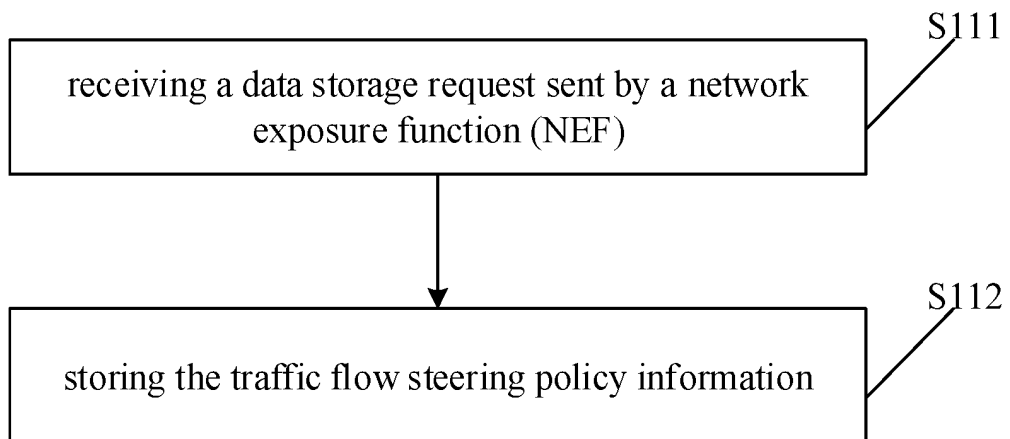 S111
receiving a data storage request sent by a network
exposure function (NEF)
S112
storing the traffic flow steering policy information